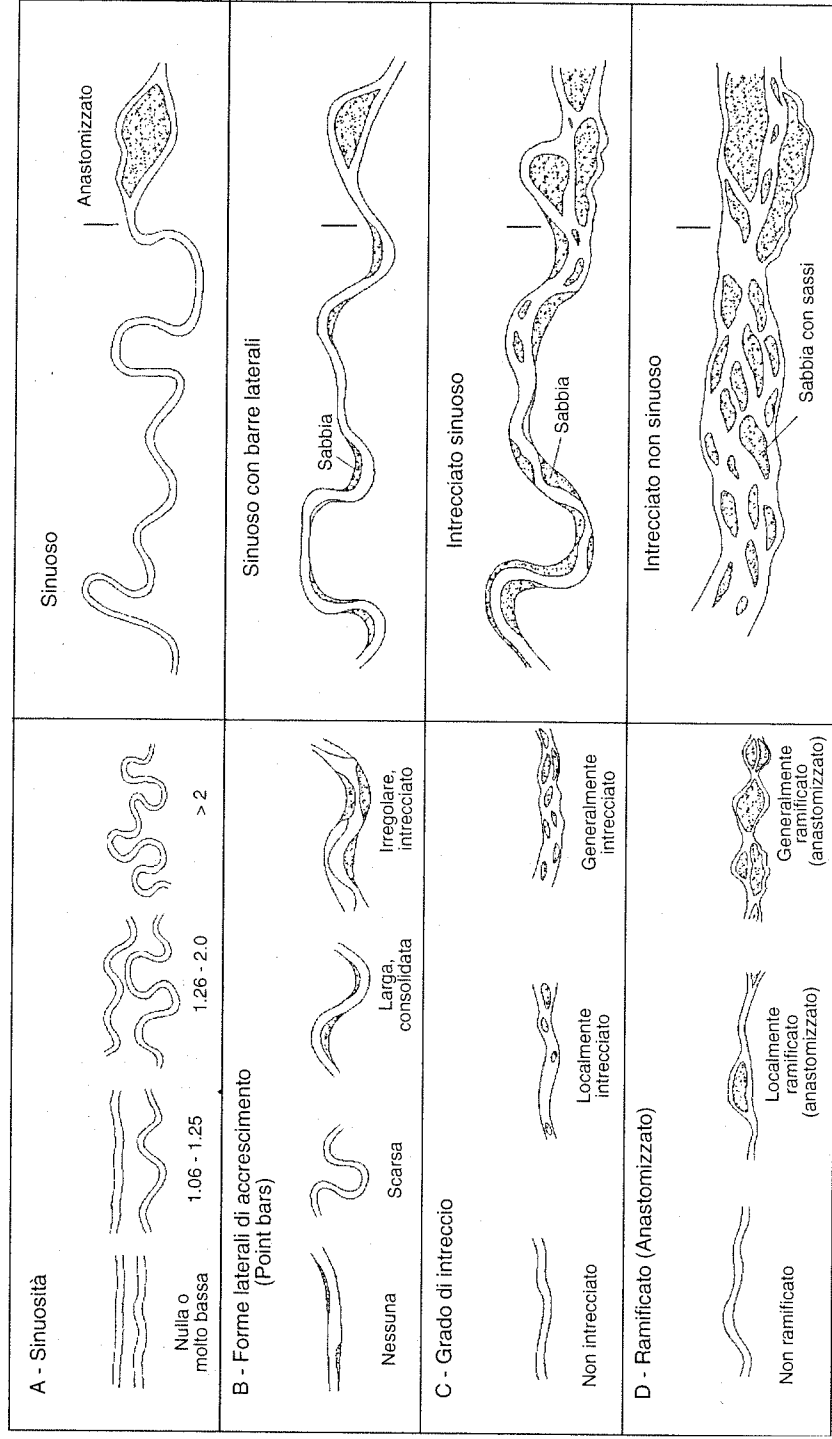 A - Sinuosità
Nulla o
molto bassa
1.06 - 1.25
1.26 - 2.0
> 2
Sinuoso
Anastomizzato
B - Forme laterali di accrescimento
(Point bars)
Nessuna
Scarsa
Larga,
consolidata
Irregolare,
intrecciato
Sinuoso con barre laterali
Sabbia
C - Grado di intreccio
Non intrecciato
Localmente
intrecciato
Generalmente
intrecciato
Intrecciato sinuoso
Sabbia
D - Ramificato (Anastomizzato)
Non ramificato
Localmente
ramificato
(anastomizzato)
Generalmente
ramificato
(anastomizzato)
Intrecciato non sinuoso
Sabbia con sassi